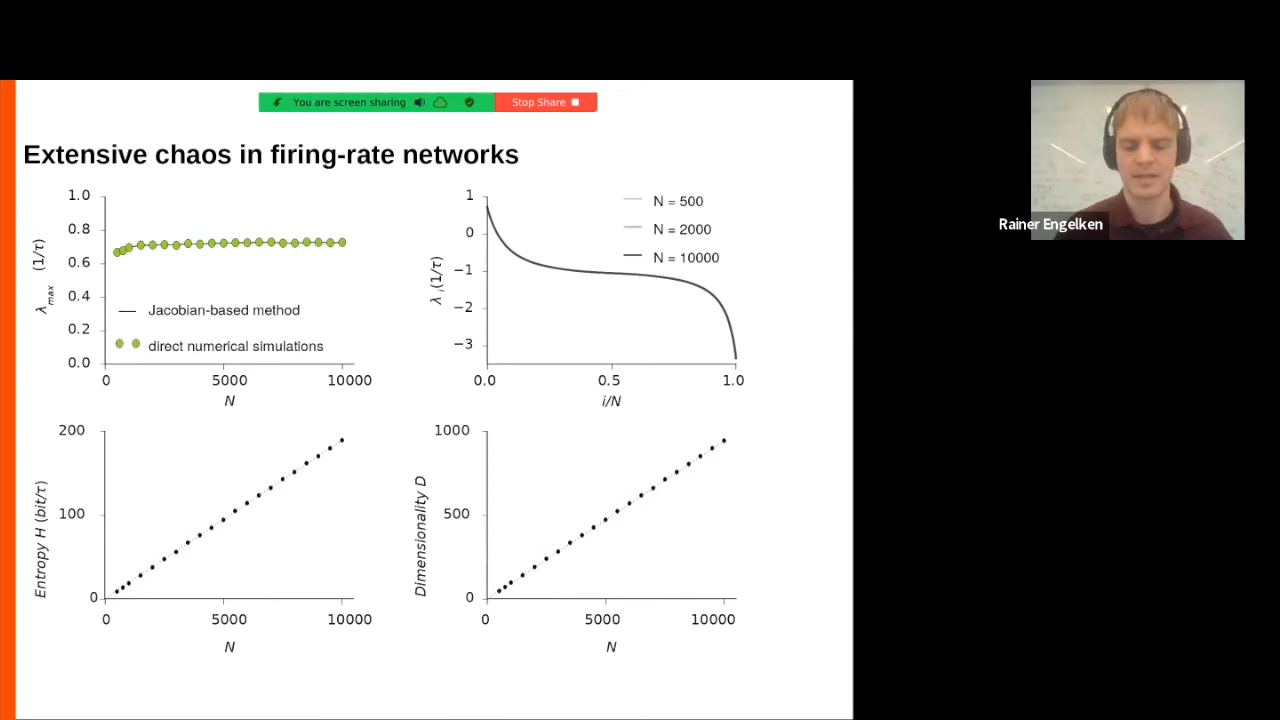 You are screen sharing
Stop Share
Extensive chaos in firing-rate networks
1.0
0.8
0.6
0.4
0.2
0.0
λmax (1/τ)
Jacobian-based method
direct numerical simulations
0
5000
10000
N
1
0
−1
−2
−3
λi(1/τ)
N = 500
N = 2000
N = 10000
0.0
0.5
1.0
i/N
200
100
0
Entropy H (bit/τ)
0
5000
10000
N
1000
500
0
Dimensionality D
0
5000
10000
N
Rainer Engelken